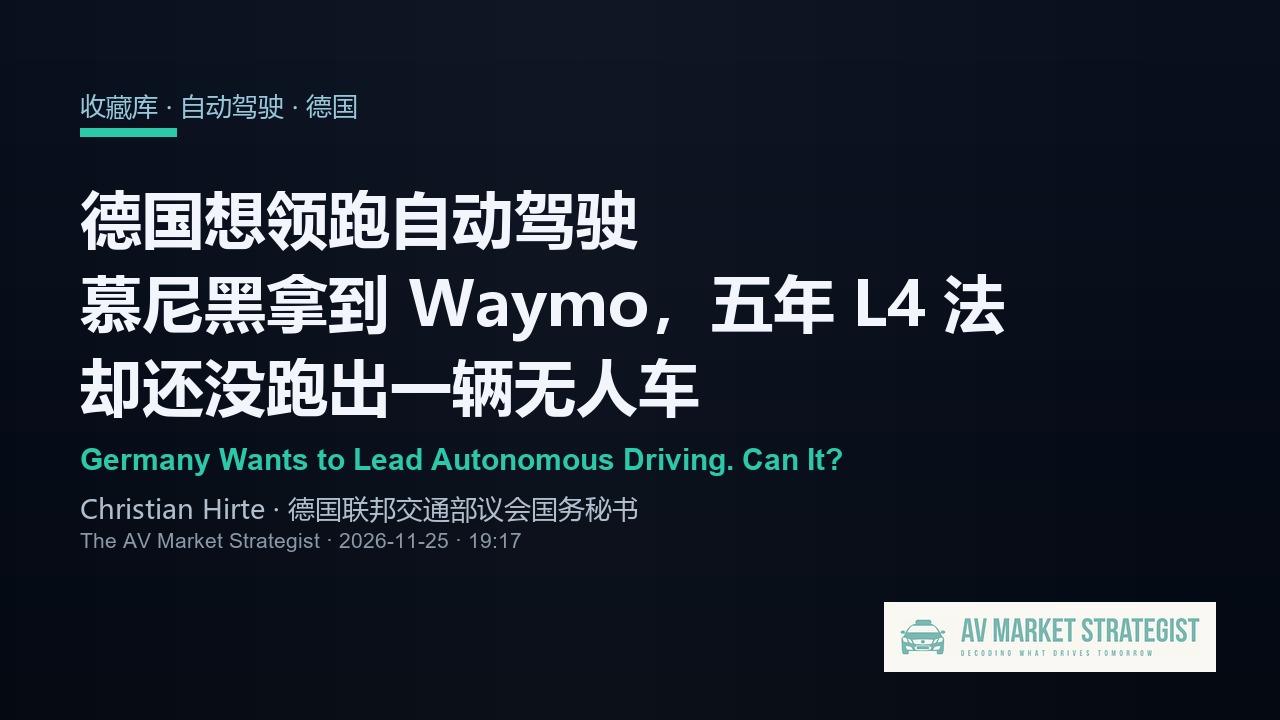 收藏库 · 自动驾驶 · 德国
德国想领跑自动驾驶
慕尼黑拿到 Waymo，五年 L4 法
却还没跑出一辆无人车
Germany Wants to Lead Autonomous Driving. Can It?
Christian Hirte · 德国联邦交通部议会国务秘书
The AV Market Strategist · 2026-11-25 · 19:17
AV MARKET STRATEGIST
DECODING WHAT DRIVES TOMORROW